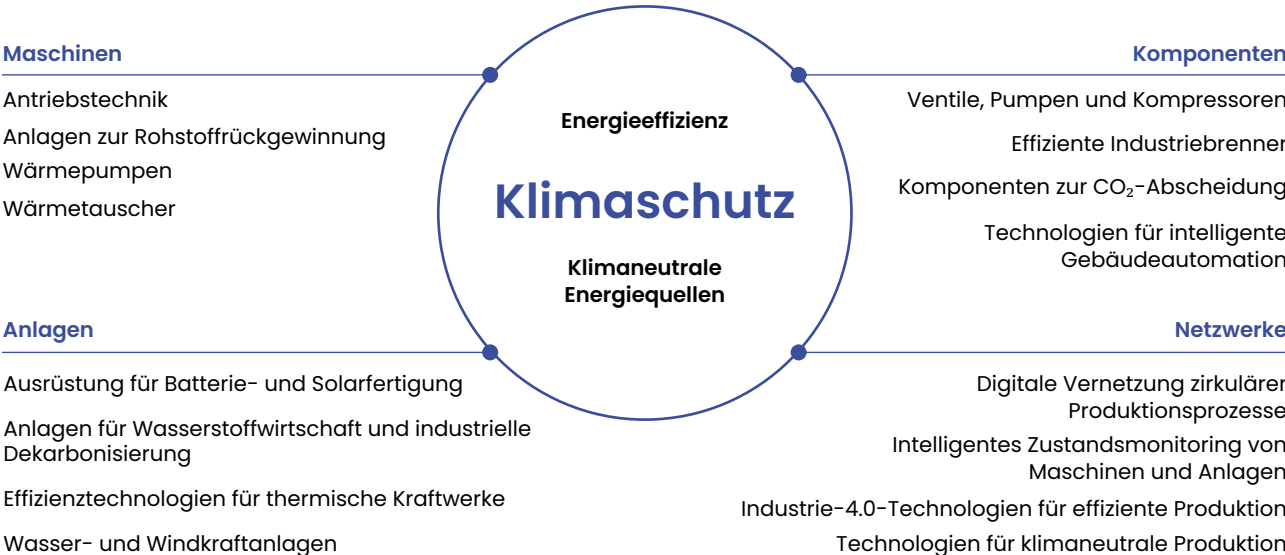 Maschinen
Antriebstechnik
Anlagen zur Rohstoffrückgewinnung
Wärmepumpen
Wärmetauscher
Energieeffizienz
Klimaschutz
Klimaneutrale
Energiequellen
Komponenten
Ventile, Pumpen und Kompressoren
Effiziente Industriebrenner
Komponenten zur CO₂-Abscheidung
Technologien für intelligente
Gebäudeautomation
Anlagen
Ausrüstung für Batterie- und Solarfertigung
Anlagen für Wasserstoffwirtschaft und industrielle
Dekarbonisierung
Effizienztechnologien für thermische Kraftwerke
Wasser- und Windkraftanlagen
Netzwerke
Digitale Vernetzung zirkulärer
Produktionsprozesse
Intelligentes Zustandsmonitoring von
Maschinen und Anlagen
Industrie-4.0-Technologien für effiziente Produktion
Technologien für klimaneutrale Produktion